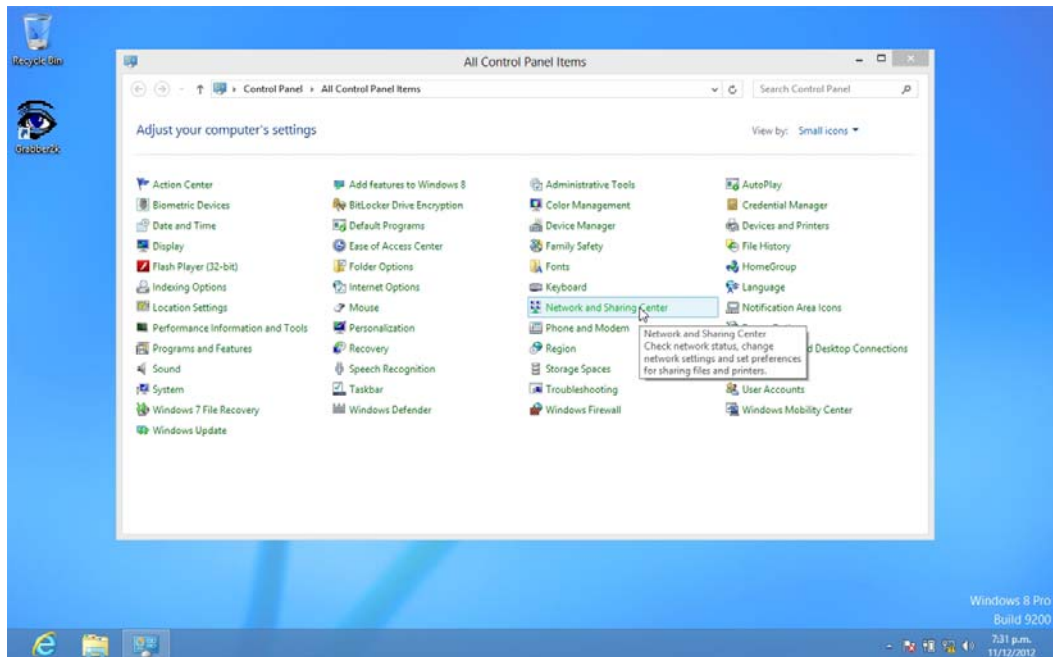 Recycle Bin
All Control Panel Items
Control Panel
All Control Panel Items
Search Control Panel
Adjust your computer's settings
View by: Small icons
Action Center
Add features to Windows 8
Administrative Tools
AutoPlay
Biometric Devices
BitLocker Drive Encryption
Color Management
Credential Manager
Date and Time
Default Programs
Device Manager
Devices and Printers
Display
Ease of Access Center
Family Safety
File History
Flash Player (32-bit)
Folder Options
Fonts
HomeGroup
Indexing Options
Internet Options
Keyboard
Language
Location Settings
Mouse
Network and Sharing Center
Notification Area Icons
Performance Information and Tools
Personalization
Phone and Modem
Network and Sharing Center
Check network status, change
network settings and set preferences
for sharing files and printers.
Programs and Features
Recovery
Region
d Desktop Connections
Sound
Speech Recognition
Storage Spaces
System
Taskbar
Troubleshooting
User Accounts
Windows 7 File Recovery
Windows Defender
Windows Firewall
Windows Mobility Center
Windows Update
Windows 8 Pro
Build 9200
7:31 p.m.
11/12/2012